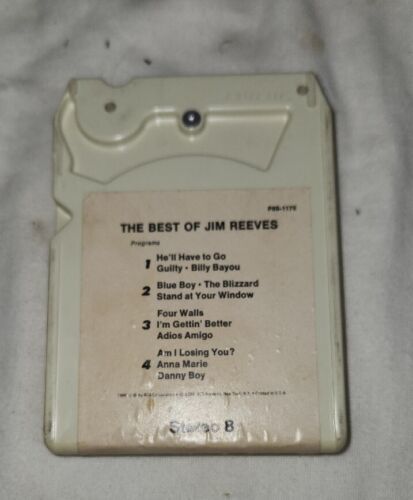 P8S-1175
THE BEST OF JIM REEVES
Programs
1 He'll Have to Go
Guilty • Billy Bayou
2 Blue Boy • The Blizzard
Stand at Your Window
Four Walls
3 I'm Gettin' Better
Adios Amigo
Am I Losing You?
4 Anna Marie
Danny Boy
Stereo 8